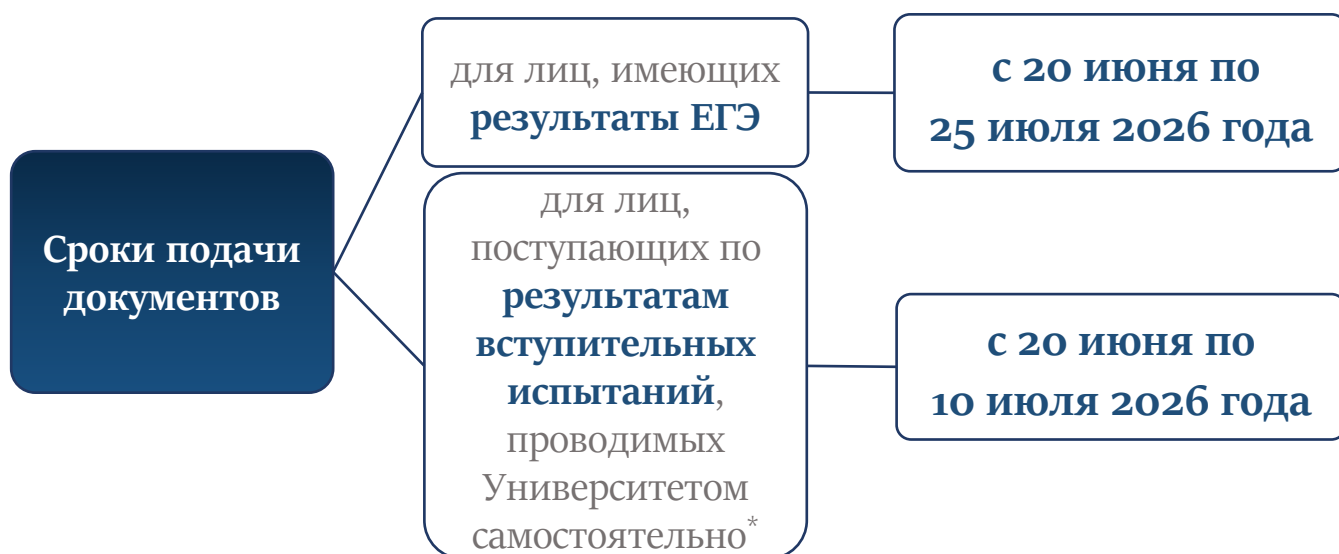 Сроки подачи
документов
для лиц, имеющих
результаты ЕГЭ
с 20 июня по
25 июля 2026 года
для лиц,
поступающих по
результатам
вступительных
испытаний,
проводимых
Университетом
самостоятельно*
с 20 июня по
10 июля 2026 года